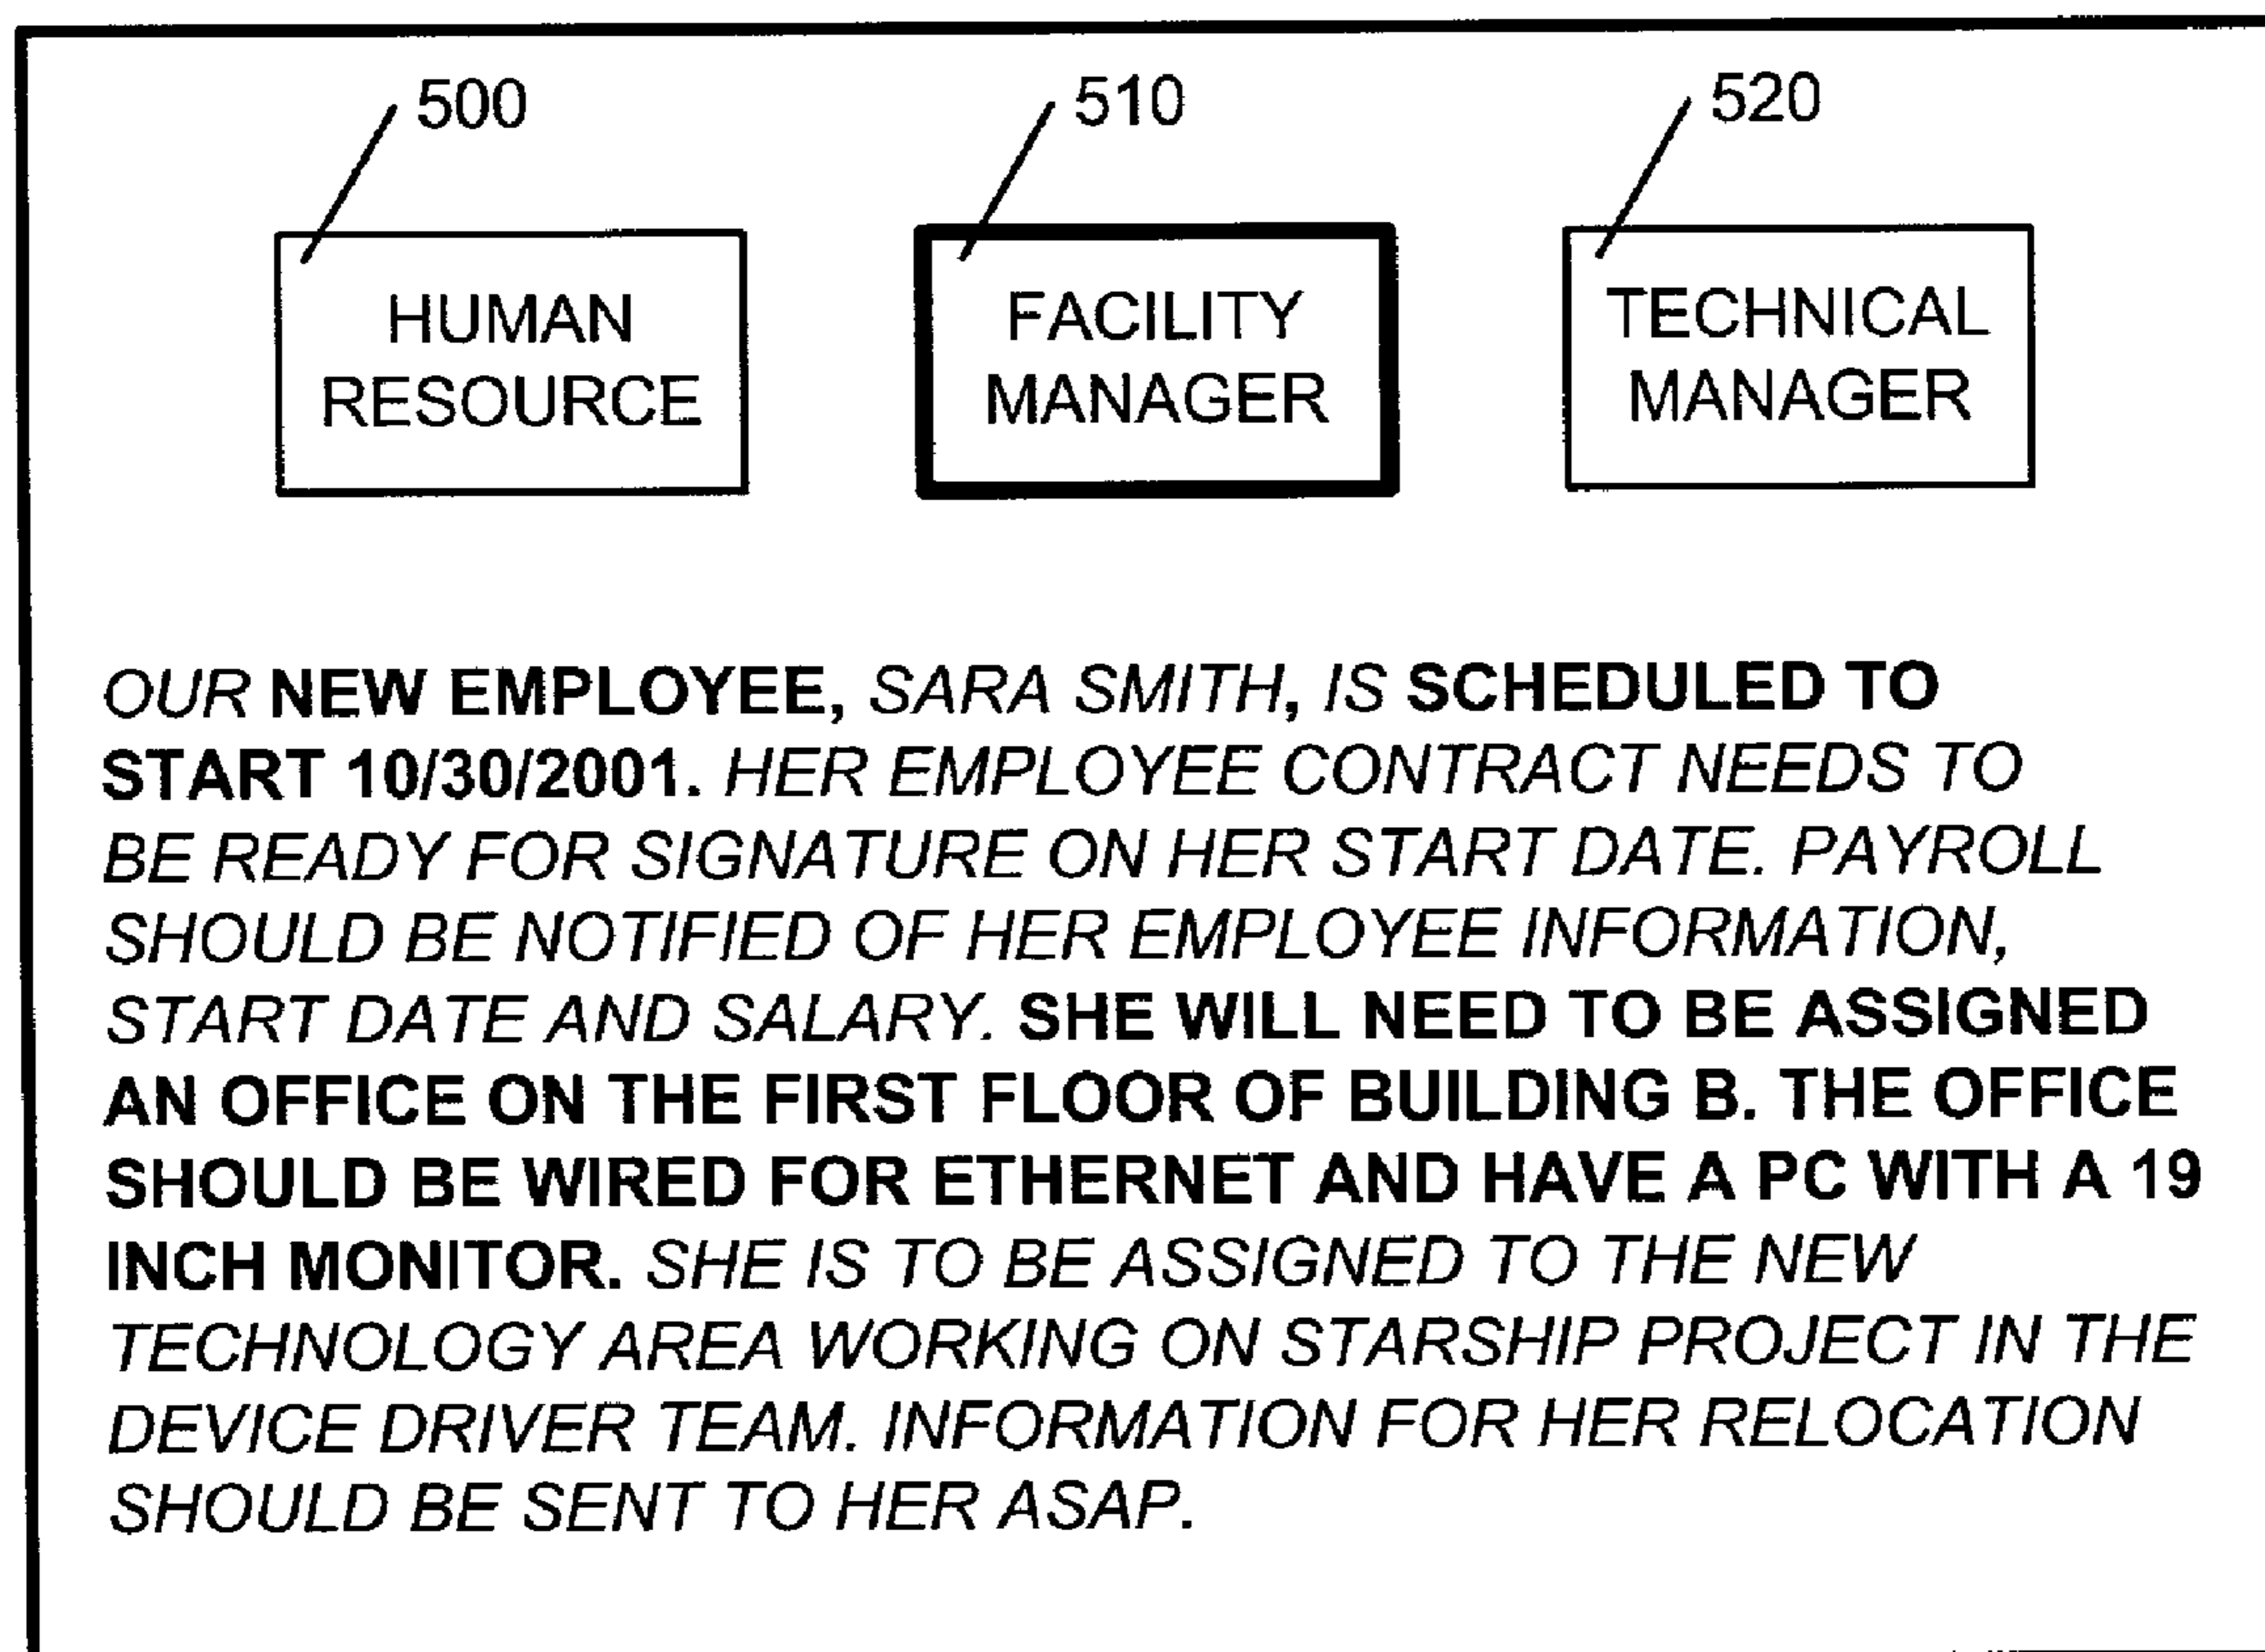 500 510 520
HUMAN RESOURCE
FACILITY MANAGER
TECHNICAL MANAGER
OUR NEW EMPLOYEE, SARA SMITH, IS SCHEDULED TO
START 10/30/2001. HER EMPLOYEE CONTRACT NEEDS TO
BE READY FOR SIGNATURE ON HER START DATE. PAYROLL
SHOULD BE NOTIFIED OF HER EMPLOYEE INFORMATION,
START DATE AND SALARY. SHE WILL NEED TO BE ASSIGNED
AN OFFICE ON THE FIRST FLOOR OF BUILDING B. THE OFFICE
SHOULD BE WIRED FOR ETHERNET AND HAVE A PC WITH A 19
INCH MONITOR. SHE IS TO BE ASSIGNED TO THE NEW
TECHNOLOGY AREA WORKING ON STARSHIP PROJECT IN THE
DEVICE DRIVER TEAM. INFORMATION FOR HER RELOCATION
SHOULD BE SENT TO HER ASAP.